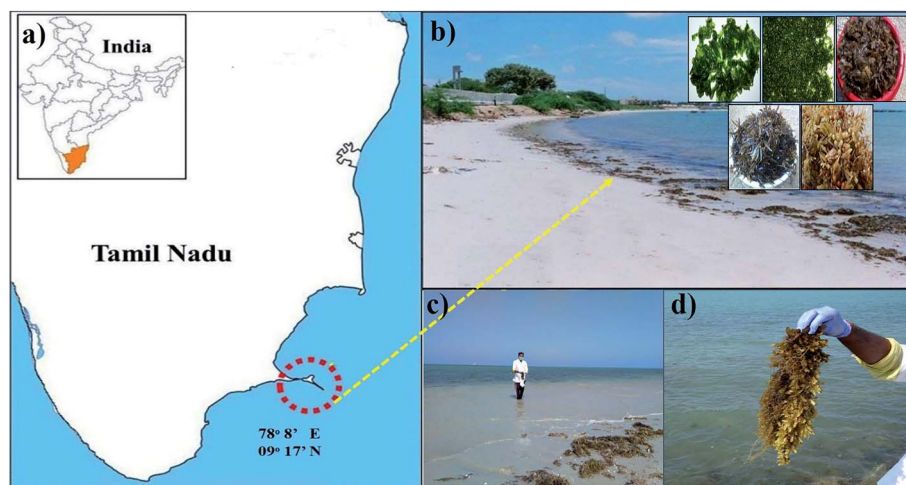 a)
India
Tamil Nadu
78° 8’ E
09° 17’ N
b)
c)
d)